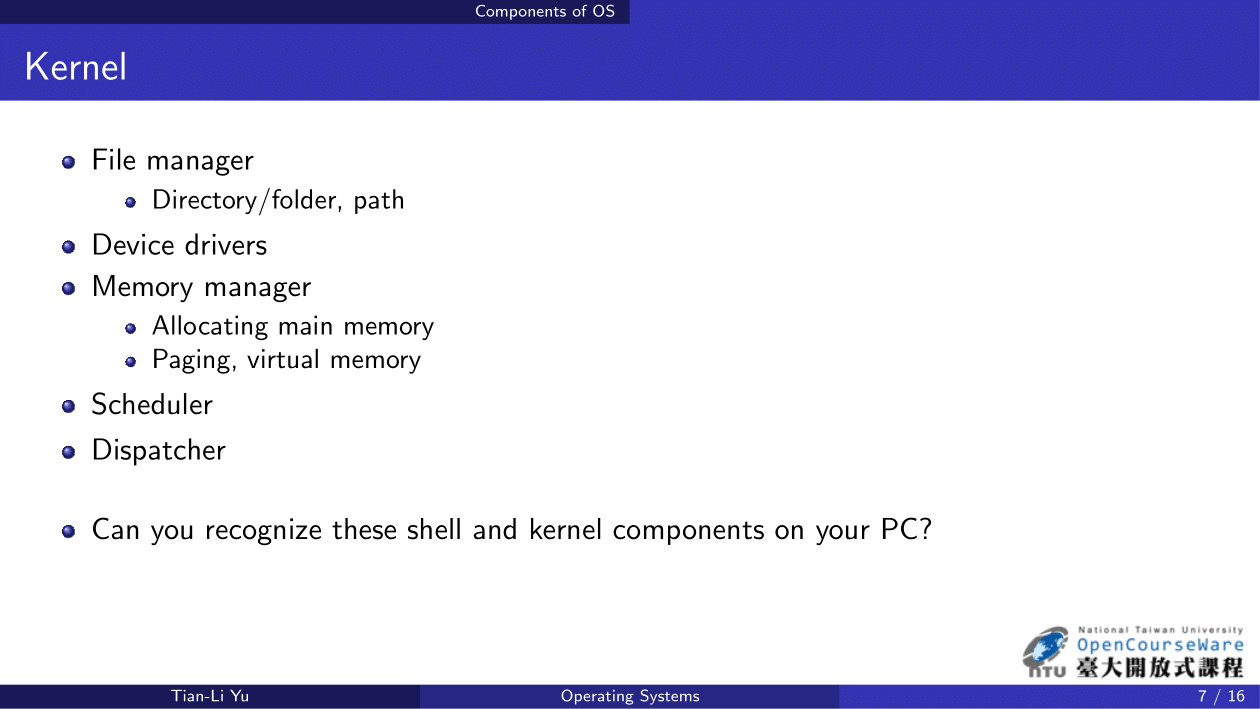 Components of OS
Kernel
File manager
Directory/folder, path
Device drivers
Memory manager
Allocating main memory
Paging, virtual memory
Scheduler
Dispatcher
Can you recognize these shell and kernel components on your PC?
National Taiwan University
OpenCourseWare
NTU 臺大開放式課程
Tian-Li Yu Operating Systems 7 / 16